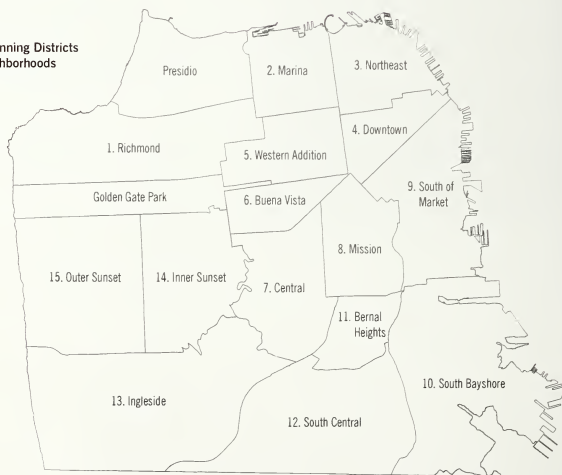 nning Districts
hborhoods
Presidio
2. Marina
3. Northeast
4. Downtown
1. Richmond
5. Western Addition
Golden Gate Park
6. Buena Vista
9. South of
Market
8. Mission
15. Outer Sunset
14. Inner Sunset
7. Central
11. Bernal
Heights
10. South Bayshore
13. Ingleside
12. South Central